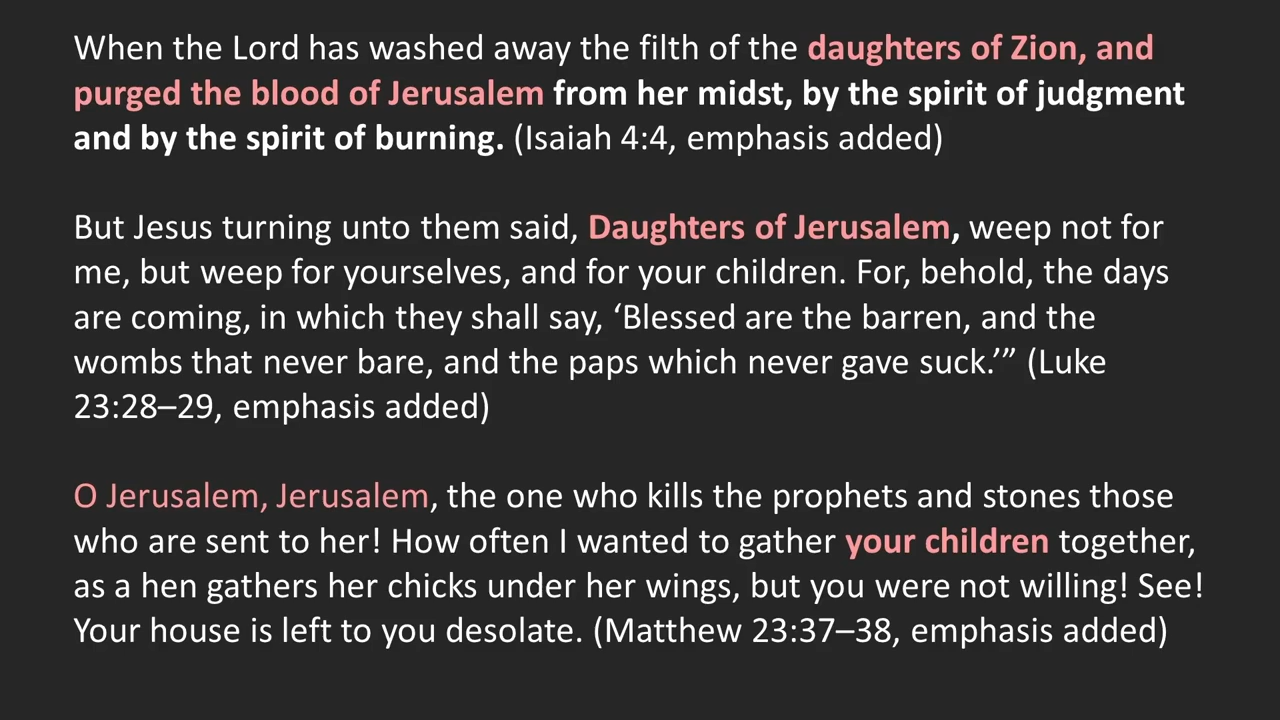 When the Lord has washed away the filth of the daughters of Zion, and
purged the blood of Jerusalem from her midst, by the spirit of judgment
and by the spirit of burning. (Isaiah 4:4, emphasis added)
But Jesus turning unto them said, Daughters of Jerusalem, weep not for
me, but weep for yourselves, and for your children. For, behold, the days
are coming, in which they shall say, ‘Blessed are the barren, and the
wombs that never bare, and the paps which never gave suck.’” (Luke
23:28–29, emphasis added)
O Jerusalem, Jerusalem, the one who kills the prophets and stones those
who are sent to her! How often I wanted to gather your children together,
as a hen gathers her chicks under her wings, but you were not willing! See!
Your house is left to you desolate. (Matthew 23:37–38, emphasis added)